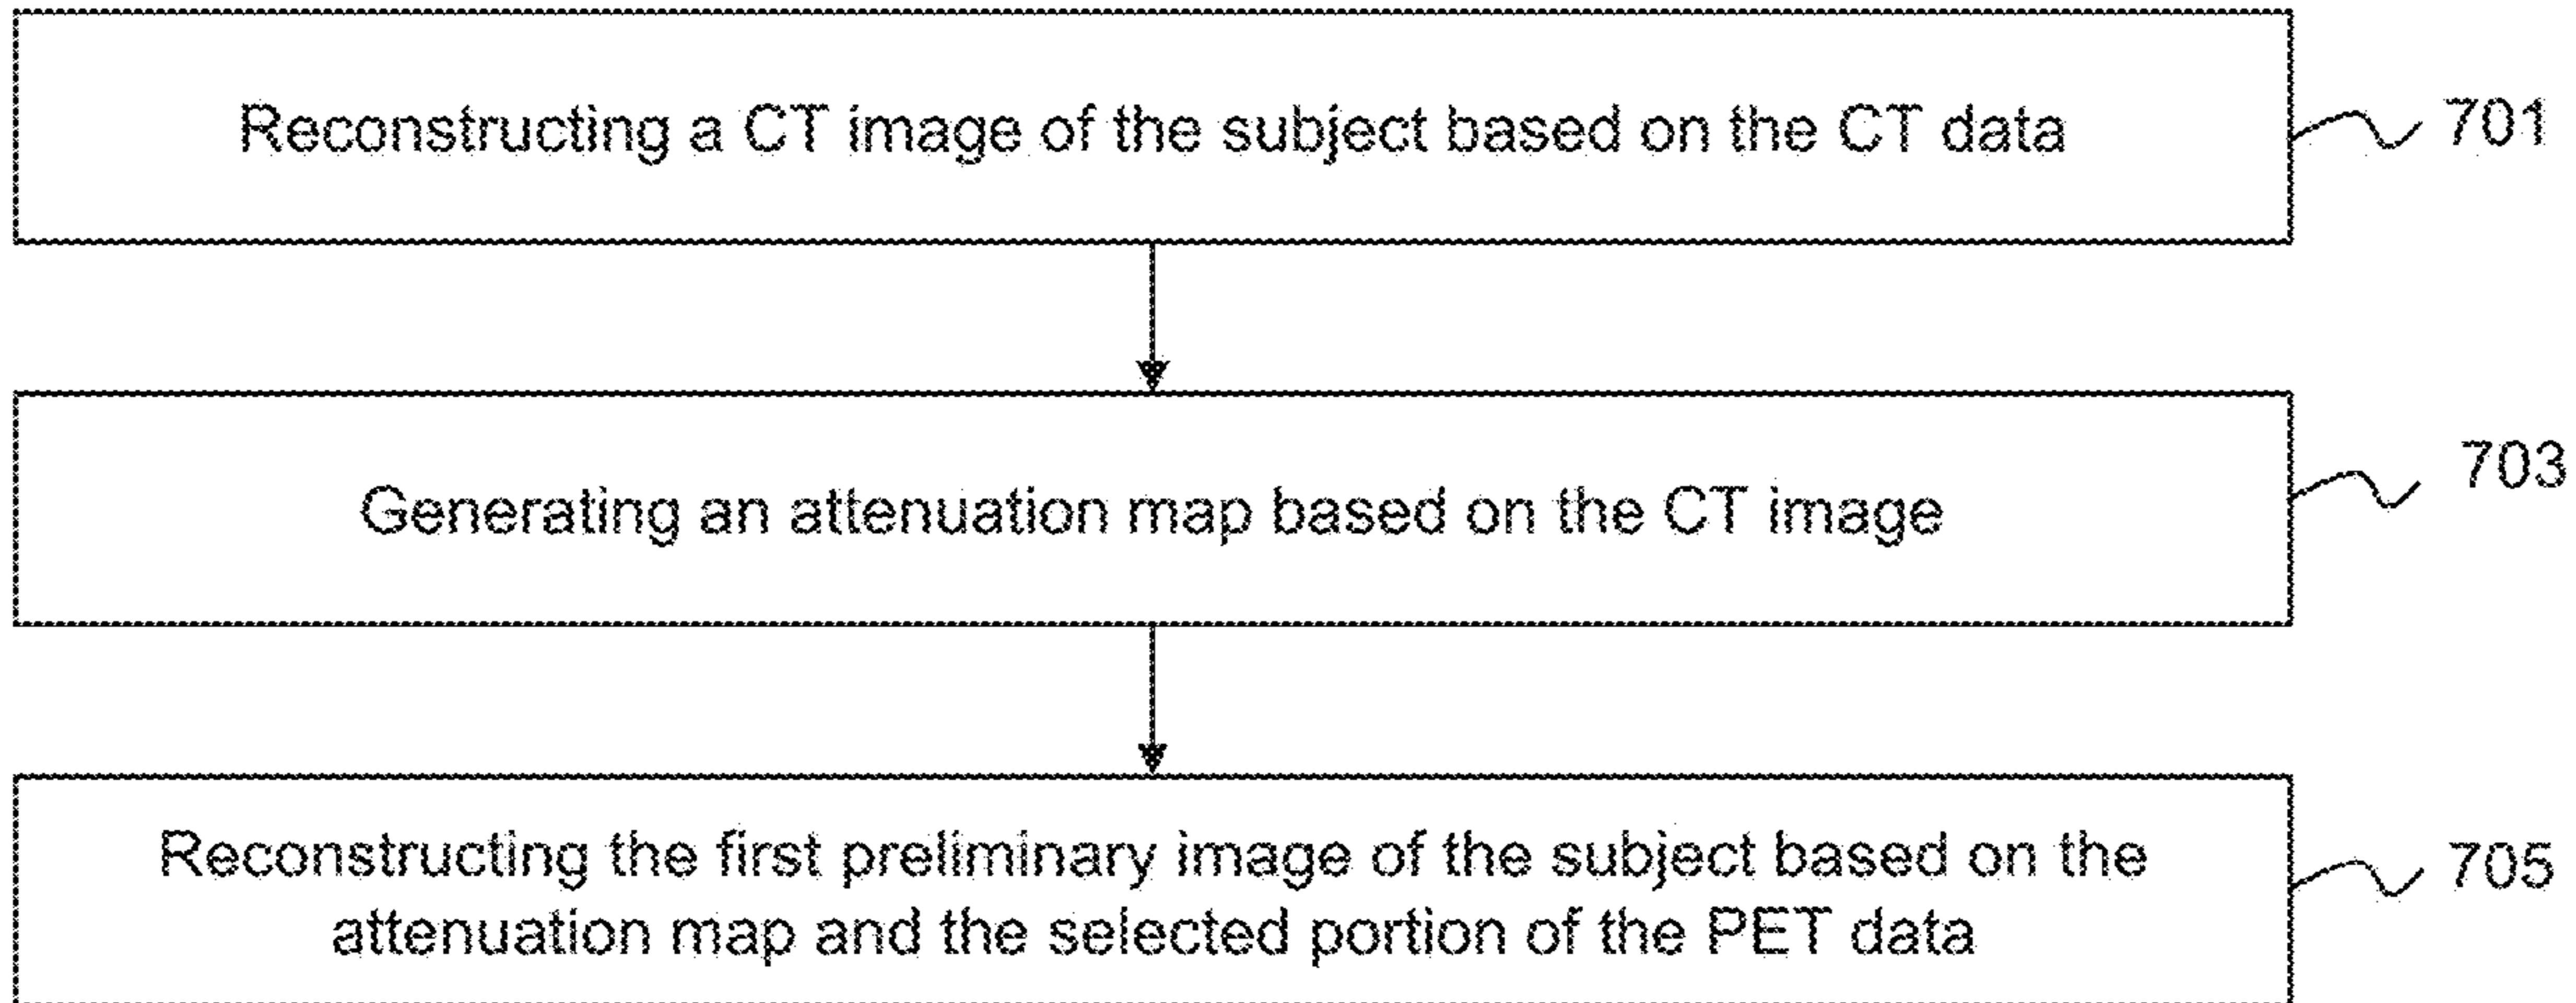 Reconstructing a CT image of the subject based on the CT data
701
Generating an attenuation map based on the CT image
703
Reconstructing the first preliminary image of the subject based on the
attenuation map and the selected portion of the PET data
705